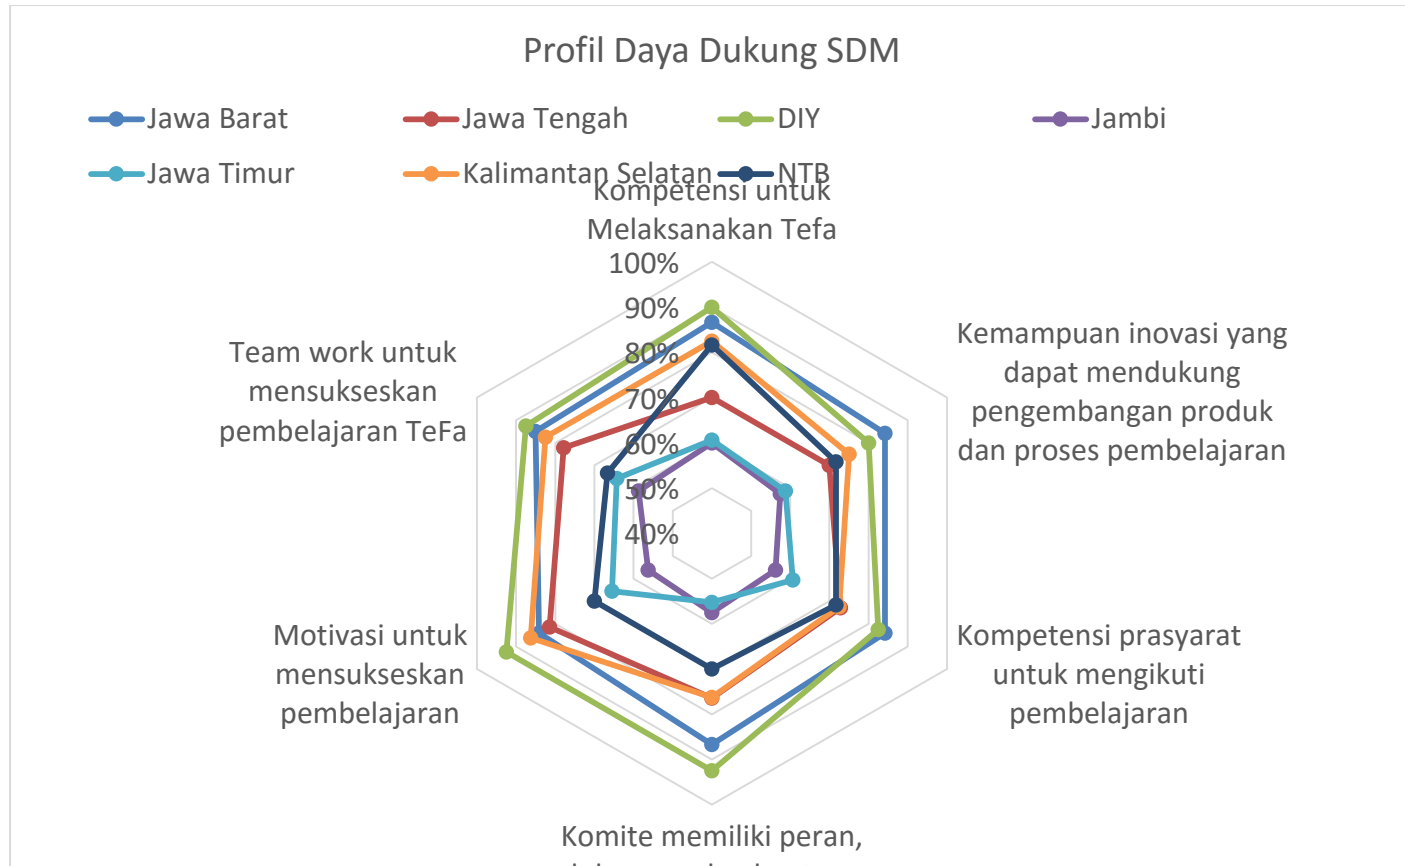 Profil Daya Dukung SDM
Jawa Barat
Jawa Tengah
DIY
Jambi
Jawa Timur
Kalimantan Selatan
NTB
Kompetensi untuk
Melaksanakan Tefa
100%
90%
80%
70%
60%
50%
40%
Kemampuan inovasi yang
dapat mendukung
pengembangan produk
dan proses pembelajaran
Kompetensi prasyarat
untuk mengikuti
pembelajaran
Komite memiliki peran,
Motivasi untuk
mensukseskan
pembelajaran
Team work untuk
mensukseskan
pembelajaran TeFa